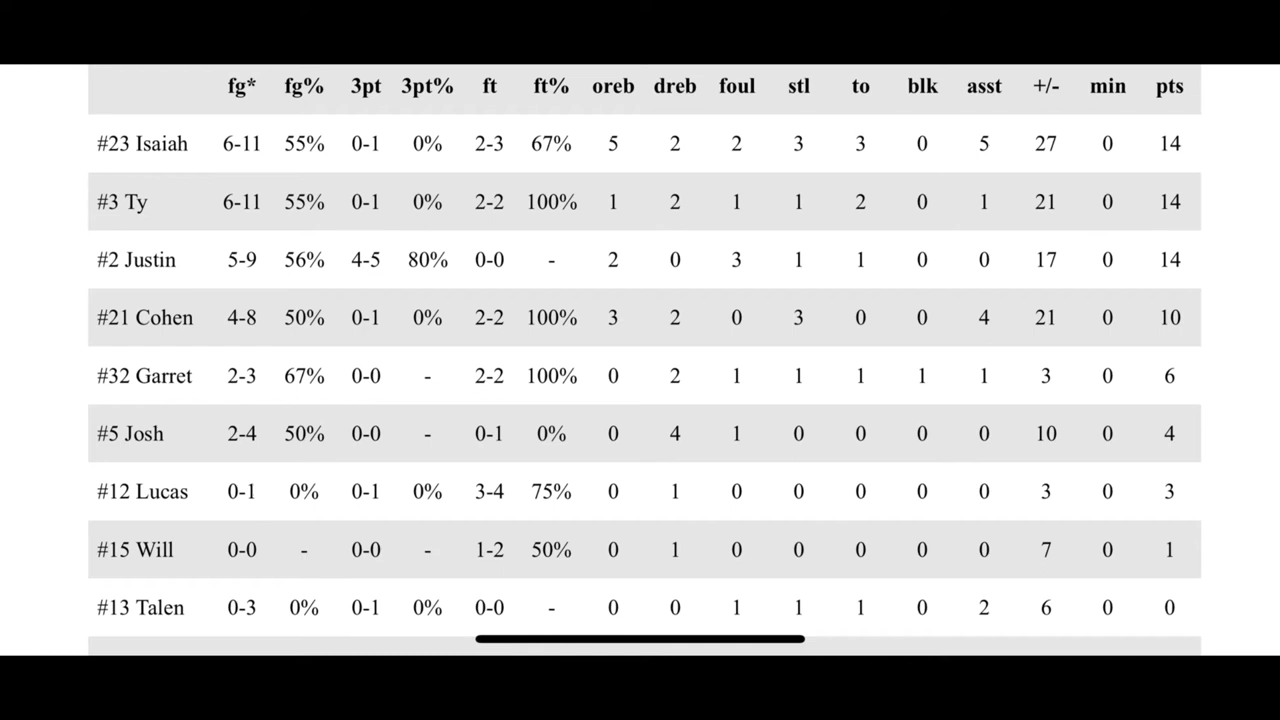 fg* fg% 3pt 3pt% ft ft% oreb dreb foul stl to blk asst +/- min pts
#23 Isaiah 6-11 55% 0-1 0% 2-3 67% 5 2 2 3 3 0 5 27 0 14
#3 Ty 6-11 55% 0-1 0% 2-2 100% 1 2 1 1 2 0 1 21 0 14
#2 Justin 5-9 56% 4-5 80% 0-0 - 2 0 3 1 1 0 0 17 0 14
#21 Cohen 4-8 50% 0-1 0% 2-2 100% 3 2 0 3 0 0 4 21 0 10
#32 Garret 2-3 67% 0-0 - 2-2 100% 0 2 1 1 1 1 1 3 0 6
#5 Josh 2-4 50% 0-0 - 0-1 0% 0 4 1 0 0 0 0 10 0 4
#12 Lucas 0-1 0% 0-1 0% 3-4 75% 0 1 0 0 0 0 0 3 0 3
#15 Will 0-0 - 0-0 - 1-2 50% 0 1 0 0 0 0 0 7 0 1
#13 Talen 0-3 0% 0-1 0% 0-0 - 0 0 1 1 1 0 2 6 0 0